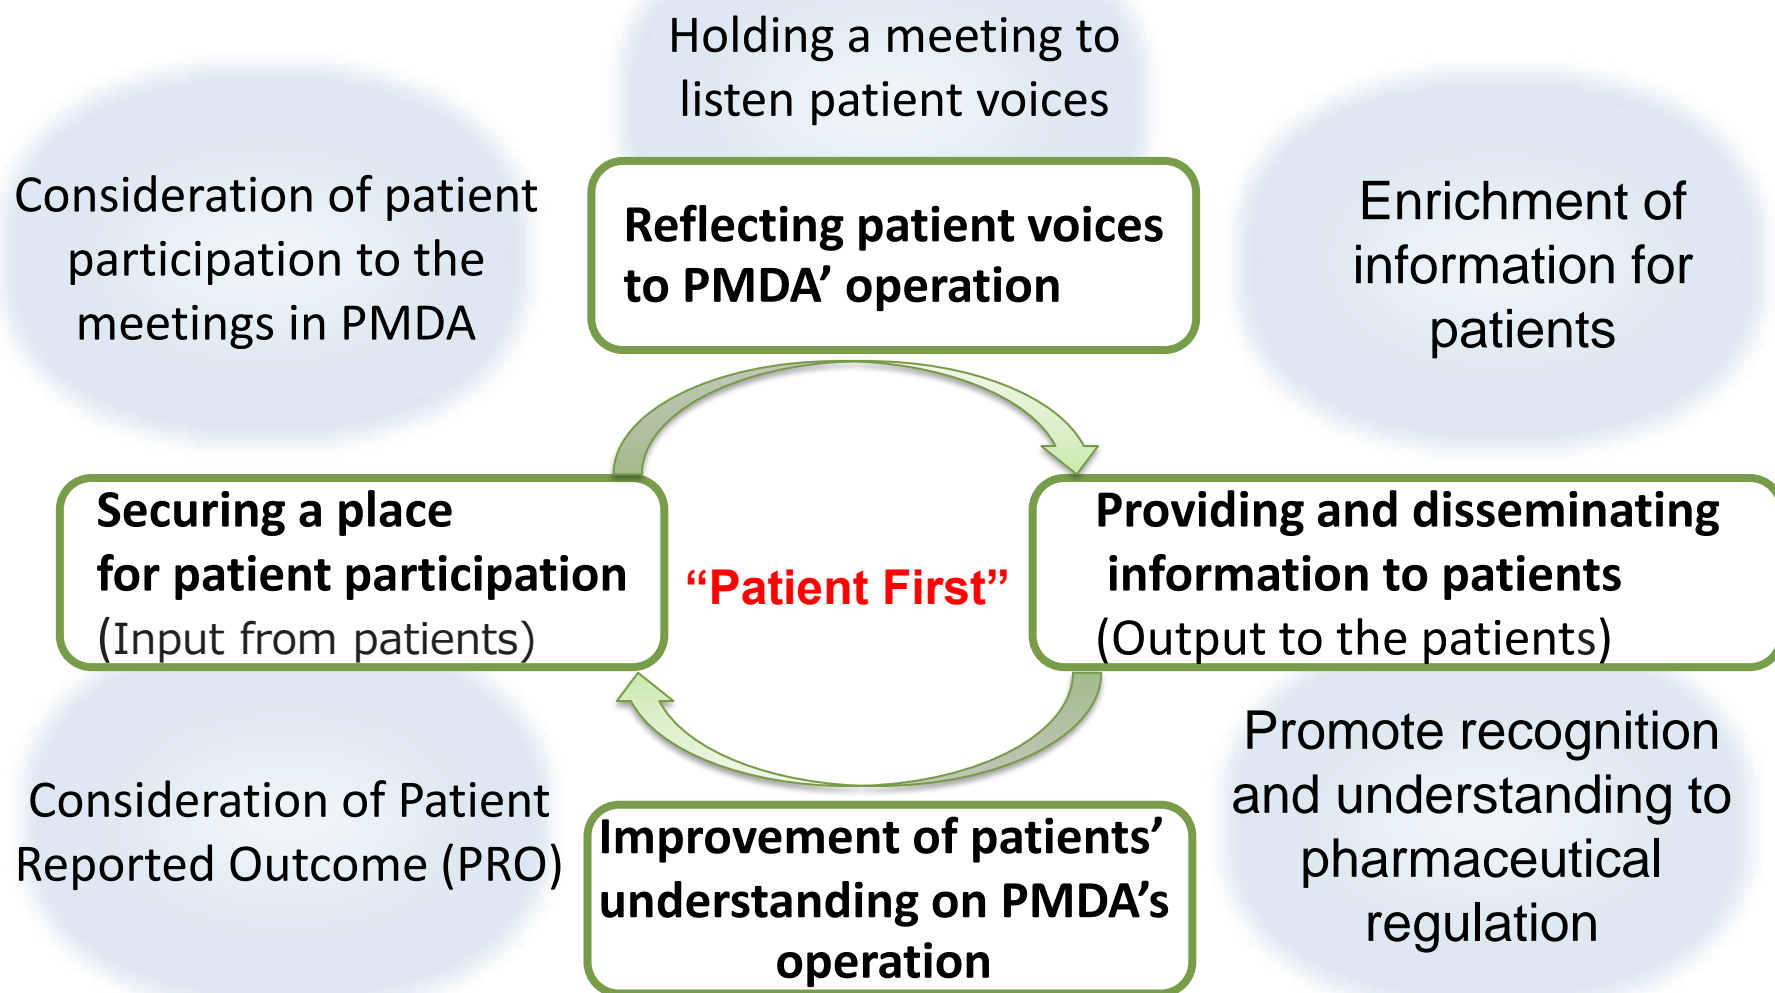 Holding a meeting to
listen patient voices
Consideration of patient
participation to the
meetings in PMDA
Reflecting patient voices
to PMDA’ operation
Enrichment of
information for
patients
Securing a place
for patient participation
(Input from patients)
“Patient First”
Providing and disseminating
information to patients
(Output to the patients)
Consideration of Patient
Reported Outcome (PRO)
Improvement of patients’
understanding on PMDA’s
operation
Promote recognition
and understanding to
pharmaceutical
regulation